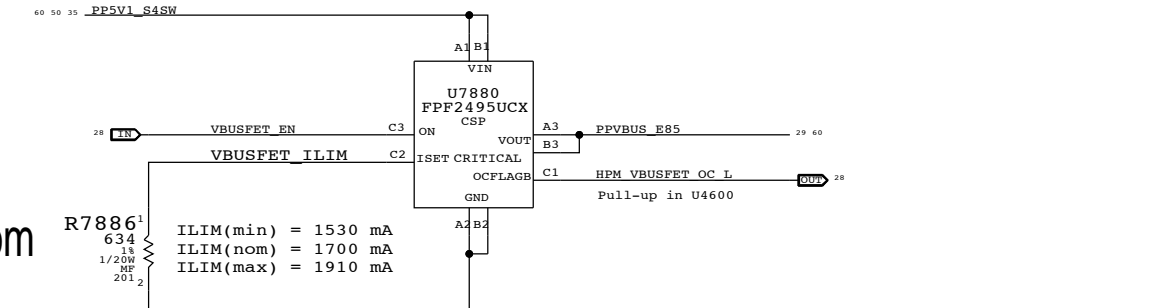 60 50 35 PP5V1_S4SW
A1 B1
VIN
U7880
FPF2495UCX
CSP
28 IN VBUSFET_EN C3 ON
VBUSFET_ILIM C2 ISET
CRITICAL
VOUT A3 PPVBUS_E85 29 60
B3
OCFLAGB C1 HPM_VBUSFET_OC_L OUT 28
Pull-up in U4600
GND
A2 B2
R7886 1
634
1%
1/20W
MF
201 2
ILIM(min) = 1530 mA
ILIM(nom) = 1700 mA
ILIM(max) = 1910 mA